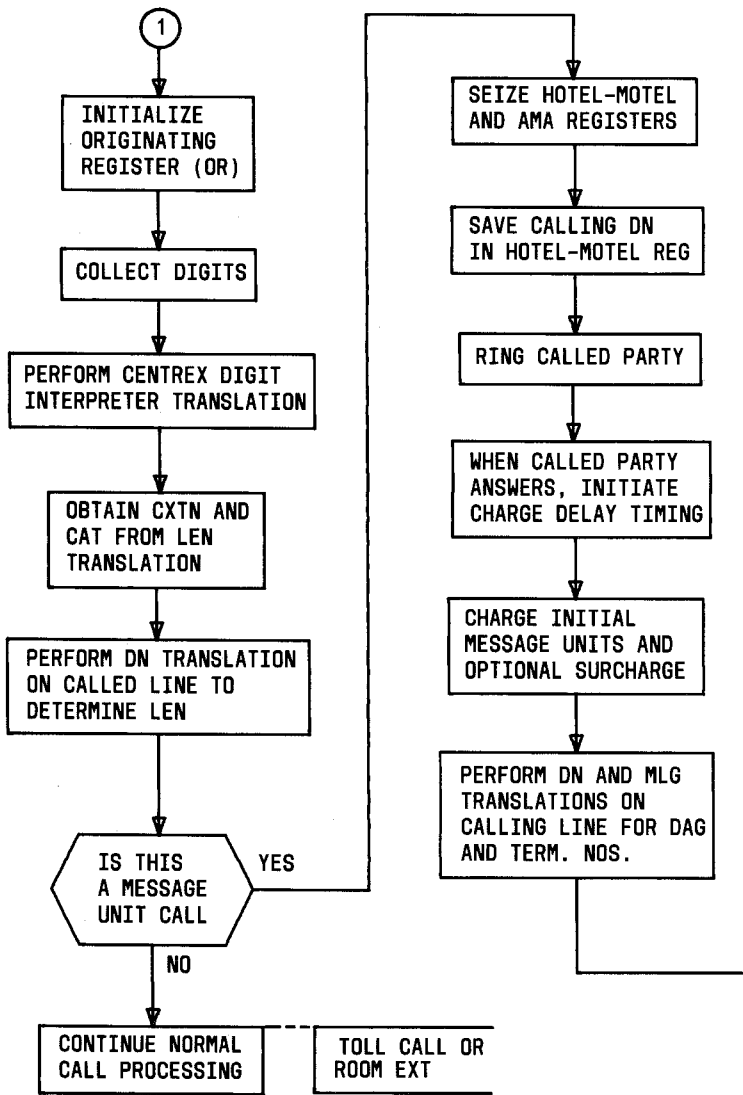 1
INITIALIZE
ORIGINATING
REGISTER (OR)
COLLECT DIGITS
PERFORM CENTREX DIGIT
INTERPRETER TRANSLATION
OBTAIN CXTN AND
CAT FROM LEN
TRANSLATION
PERFORM DN TRANSLATION
ON CALLED LINE TO
DETERMINE LEN
IS THIS
A MESSAGE
UNIT CALL
YES
NO
CONTINUE NORMAL
CALL PROCESSING
TOLL CALL OR
ROOM EXT
SEIZE HOTEL-MOTEL
AND AMA REGISTERS
SAVE CALLING DN
IN HOTEL-MOTEL REG
RING CALLED PARTY
WHEN CALLED PARTY
ANSWERS, INITIATE
CHARGE DELAY TIMING
CHARGE INITIAL
MESSAGE UNITS AND
OPTIONAL SURCHARGE
PERFORM DN AND MLG
TRANSLATIONS ON
CALLING LINE FOR DAG
AND TERM. NOS.